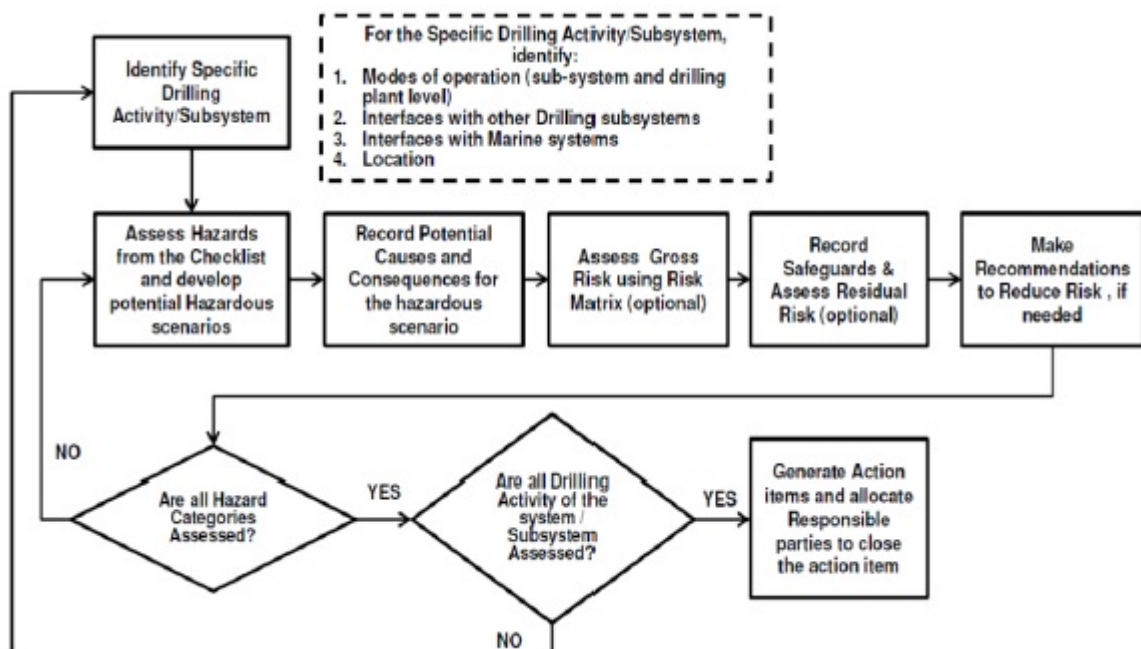 Identify Specific
Drilling
Activity/Subsystem
For the Specific Drilling Activity/Subsystem,
identify:
1. Modes of operation (sub-system and drilling
plant level)
2. Interfaces with other Drilling subsystems
3. Interfaces with Marine systems
4. Location
Assess Hazards
from the Checklist
and develop
potential Hazardous
scenarios
Record Potential
Causes and
Consequences for
the hazardous
scenario
Assess Gross
Risk using Risk
Matrix (optional)
Record
Safeguards &
Assess Residual
Risk (optional)
Make
Recommendations
to Reduce Risk , if
needed
NO
Are all Hazard
Categories
Assessed?
YES
Are all Drilling
Activity of the
system /
Subsystem
Assessed?
YES
Generate Action
items and allocate
Responsible
parties to close
the action item
NO